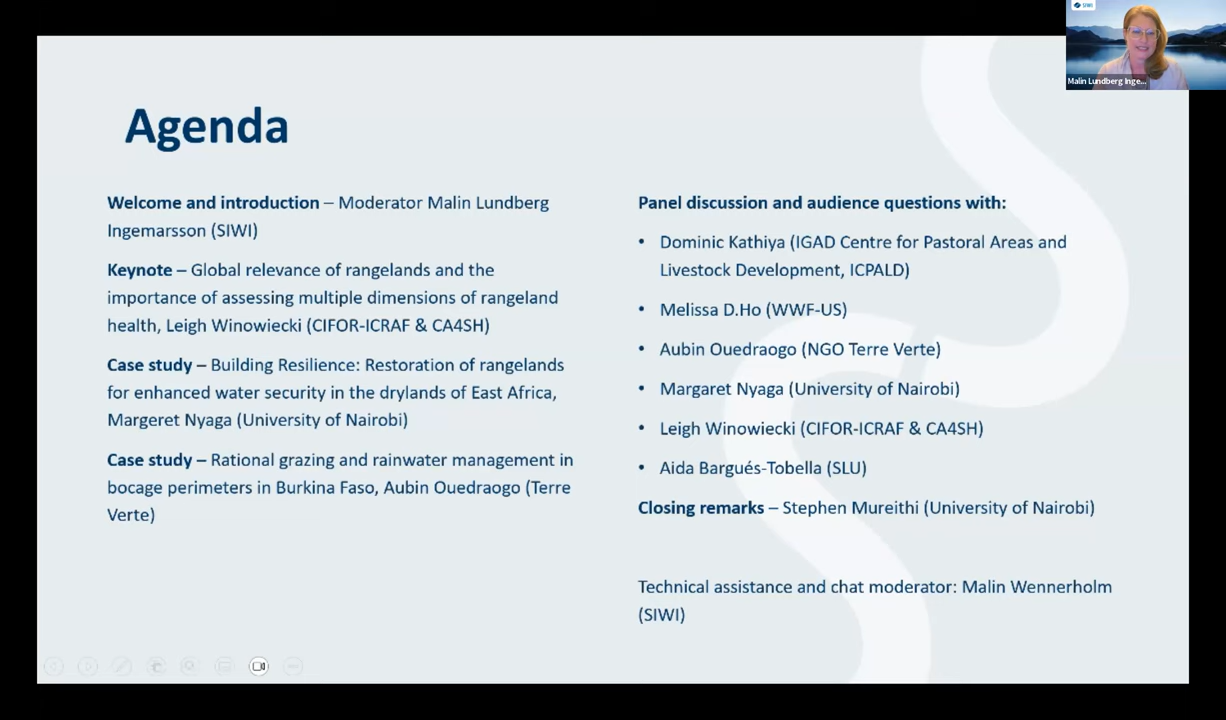 SIWI
Malin Lundberg Inge...
Agenda
Welcome and introduction – Moderator Malin Lundberg
Ingemarsson (SIWI)
Keynote – Global relevance of rangelands and the
importance of assessing multiple dimensions of rangeland
health, Leigh Winowiecki (CIFOR-ICRAF & CA4SH)
Case study – Building Resilience: Restoration of rangelands
for enhanced water security in the drylands of East Africa,
Margeret Nyaga (University of Nairobi)
Case study – Rational grazing and rainwater management in
bocage perimeters in Burkina Faso, Aubin Ouedraogo (Terre
Verte)
Panel discussion and audience questions with:
• Dominic Kathiya (IGAD Centre for Pastoral Areas and
Livestock Development, ICPALD)
• Melissa D.Ho (WWF-US)
• Aubin Ouedraogo (NGO Terre Verte)
• Margaret Nyaga (University of Nairobi)
• Leigh Winowiecki (CIFOR-ICRAF & CA4SH)
• Aida Bargués-Tobella (SLU)
Closing remarks – Stephen Mureithi (University of Nairobi)
Technical assistance and chat moderator: Malin Wennerholm
(SIWI)